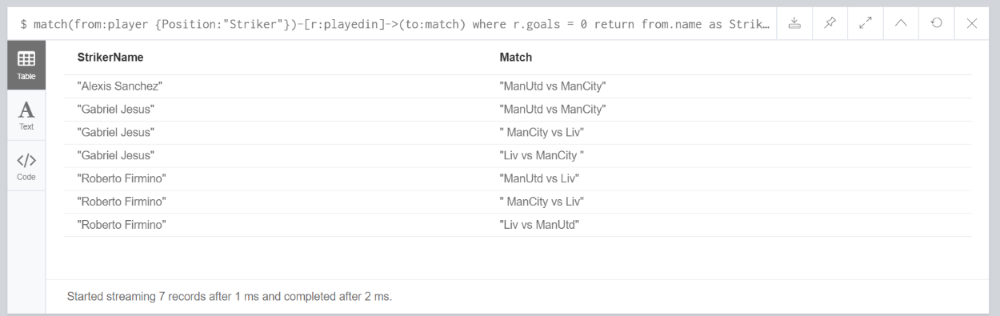 $ match(from:player {Position:"Striker"})-[r:playedin]->(to:match) where r.goals = 0 return from.name as Strik…
Table
Text
Code
StrikerName Match
"Alexis Sanchez" "ManUtd vs ManCity"
"Gabriel Jesus" "ManUtd vs ManCity"
"Gabriel Jesus" " ManCity vs Liv"
"Gabriel Jesus" "Liv vs ManCity "
"Roberto Firmino" "ManUtd vs Liv"
"Roberto Firmino" " ManCity vs Liv"
"Roberto Firmino" "Liv vs ManUtd"
Started streaming 7 records after 1 ms and completed after 2 ms.